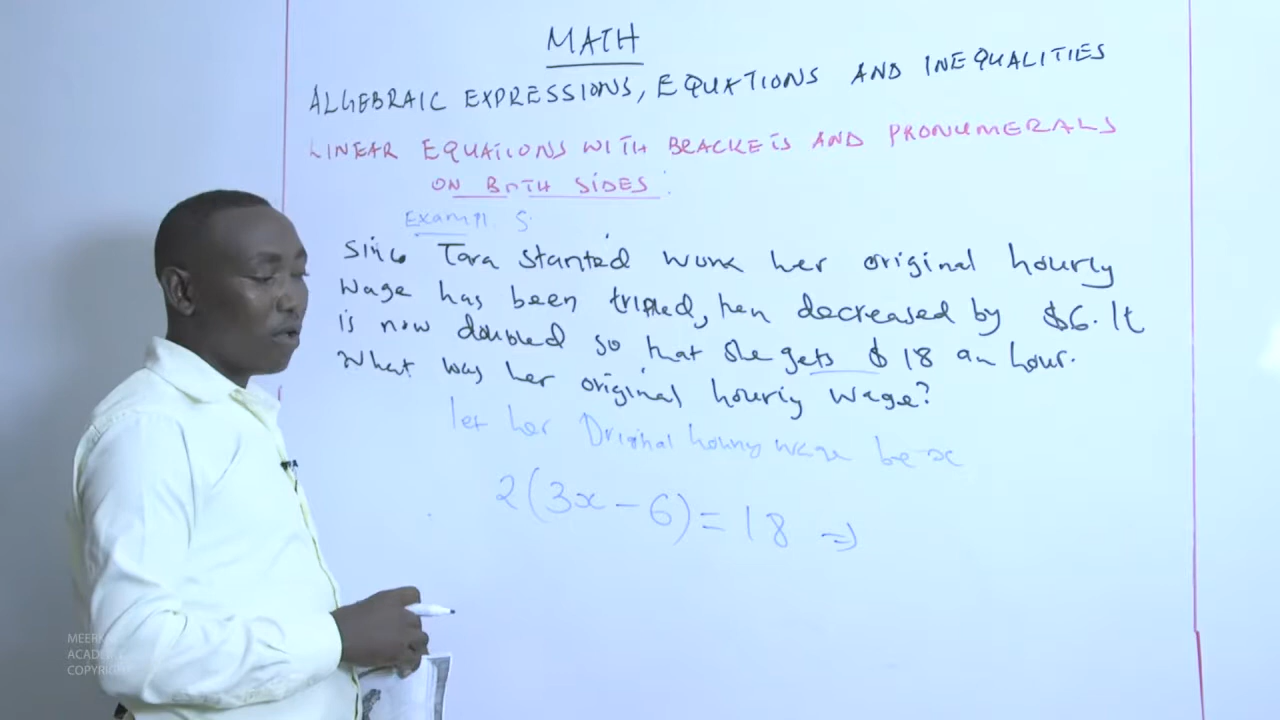 MATH
ALGEBRAIC EXPRESSIONS, EQUATIONS AND INEQUALITIES
LINEAR EQUATIONS WITH BRACKETS AND PRONUMERALS
ON BOTH SIDES:
Since Tara started work her original hourly
wage has been tripled, then decreased by $6. It
is now doubled so that she gets $18 an hour.
What was her original hourly wage?
let her Original hourly wage be x
2(3x - 6) = 18 ⇒
COPYRIGHT